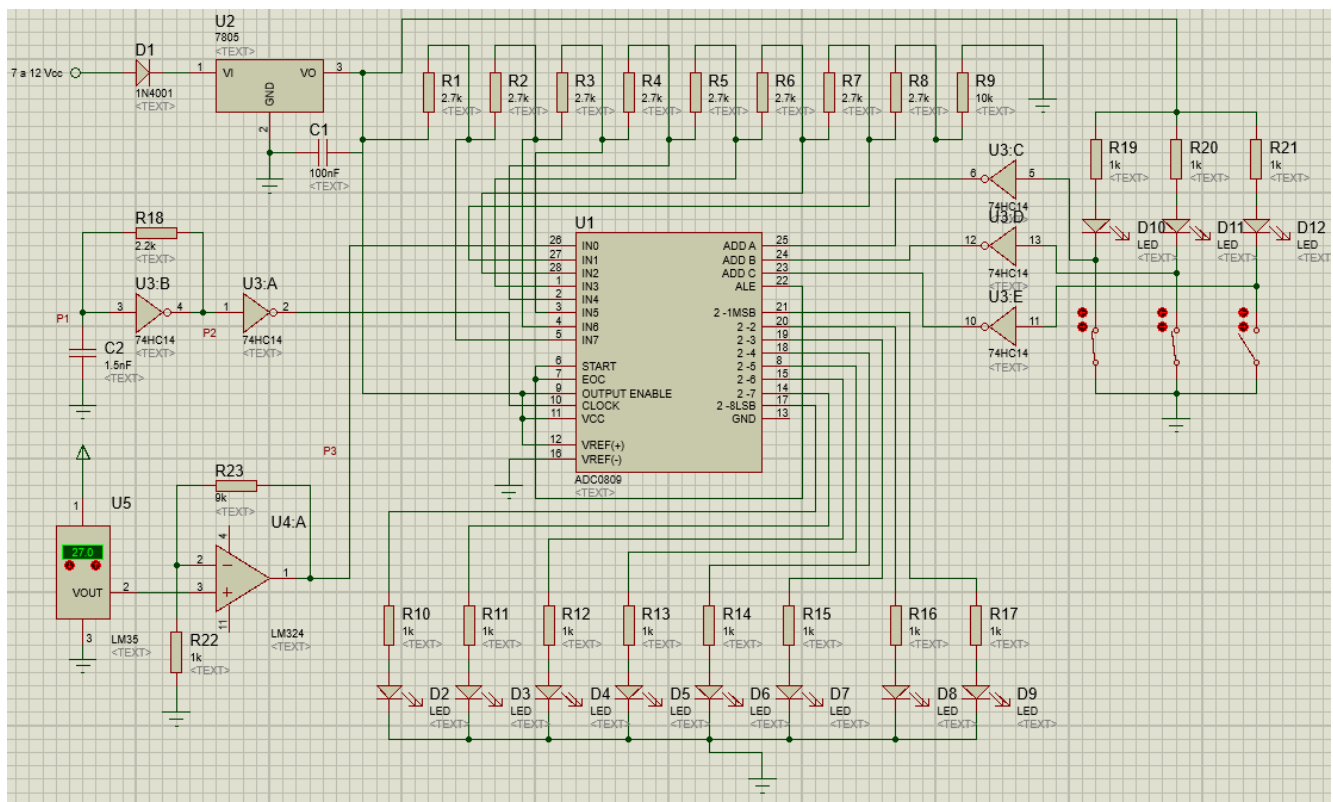 U2
7805
<TEXT>
D1
7 a 12 Vcc
1N4001
<TEXT>
1
VI
VO
3
GND
2
C1
100nF
<TEXT>
R1
2.7k
<TEXT>
R2
2.7k
<TEXT>
R3
2.7k
<TEXT>
R4
2.7k
<TEXT>
R5
2.7k
<TEXT>
R6
2.7k
<TEXT>
R7
2.7k
<TEXT>
R8
2.7k
<TEXT>
R9
10k
<TEXT>
R19
1k
<TEXT>
R20
1k
<TEXT>
R21
1k
<TEXT>
U3:C
6
5
74HC14
<TEXT>
U3:D
12
13
74HC14
<TEXT>
U3:E
10
11
74HC14
<TEXT>
D10
LED
<TEXT>
D11
LED
<TEXT>
D12
LED
<TEXT>
R18
2.2k
<TEXT>
U3:B
3
4
74HC14
<TEXT>
U3:A
1
2
74HC14
<TEXT>
P1
P2
C2
1.5nF
<TEXT>
U1
26 IN0
27 IN1
28 IN2
1 IN3
2 IN4
3 IN5
4 IN6
5 IN7
6 START
7 EOC
9 OUTPUT ENABLE
10 CLOCK
11 VCC
12 VREF(+)
16 VREF(-)
ADD A 25
ADD B 24
ADD C 23
ALE 22
2 -1MSB 21
2 -2 20
2 -3 19
2 -4 18
2 -5 8
2 -6 15
2 -7 14
2 -8LSB 17
GND 13
ADC0809
<TEXT>
P3
R23
9k
<TEXT>
U5
1
27.0
VOUT
2
3
LM35
<TEXT>
U4:A
4
2
3
1
11
LM324
<TEXT>
R22
1k
<TEXT>
R10
1k
<TEXT>
R11
1k
<TEXT>
R12
1k
<TEXT>
R13
1k
<TEXT>
R14
1k
<TEXT>
R15
1k
<TEXT>
R16
1k
<TEXT>
R17
1k
<TEXT>
D2
LED
<TEXT>
D3
LED
<TEXT>
D4
LED
<TEXT>
D5
LED
<TEXT>
D6
LED
<TEXT>
D7
LED
<TEXT>
D8
LED
<TEXT>
D9
LED
<TEXT>